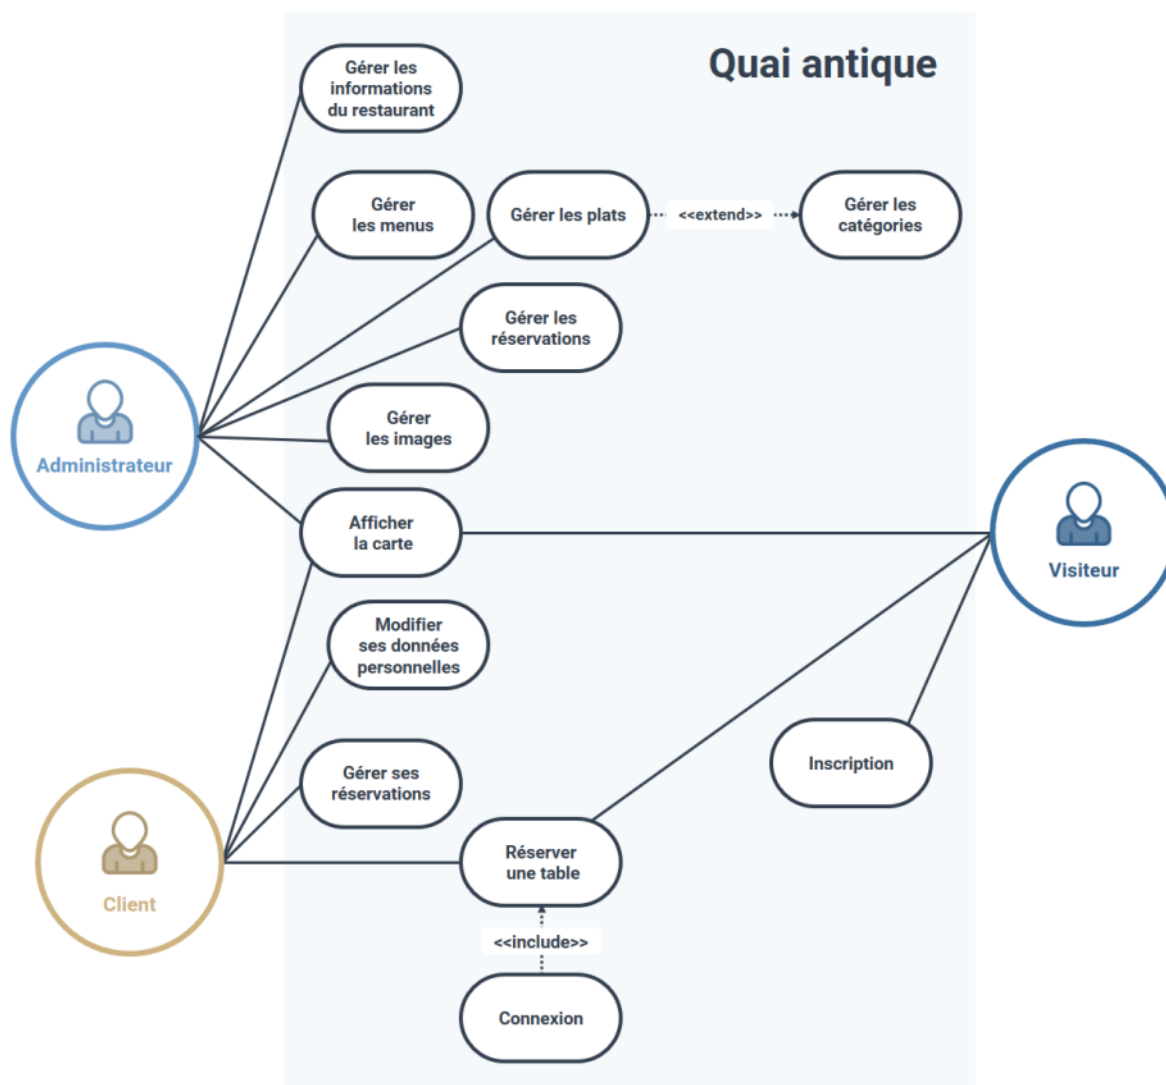 Quai antique
Gérer les
informations
du restaurant
Gérer
les menus
Gérer les plats
<<extend>>
Gérer les
catégories
Gérer les
réservations
Administrateur
Gérer
les images
Afficher
la carte
Visiteur
Modifier
ses données
personnelles
Gérer ses
réservations
Inscription
Client
Réserver
une table
<<include>>
Connexion